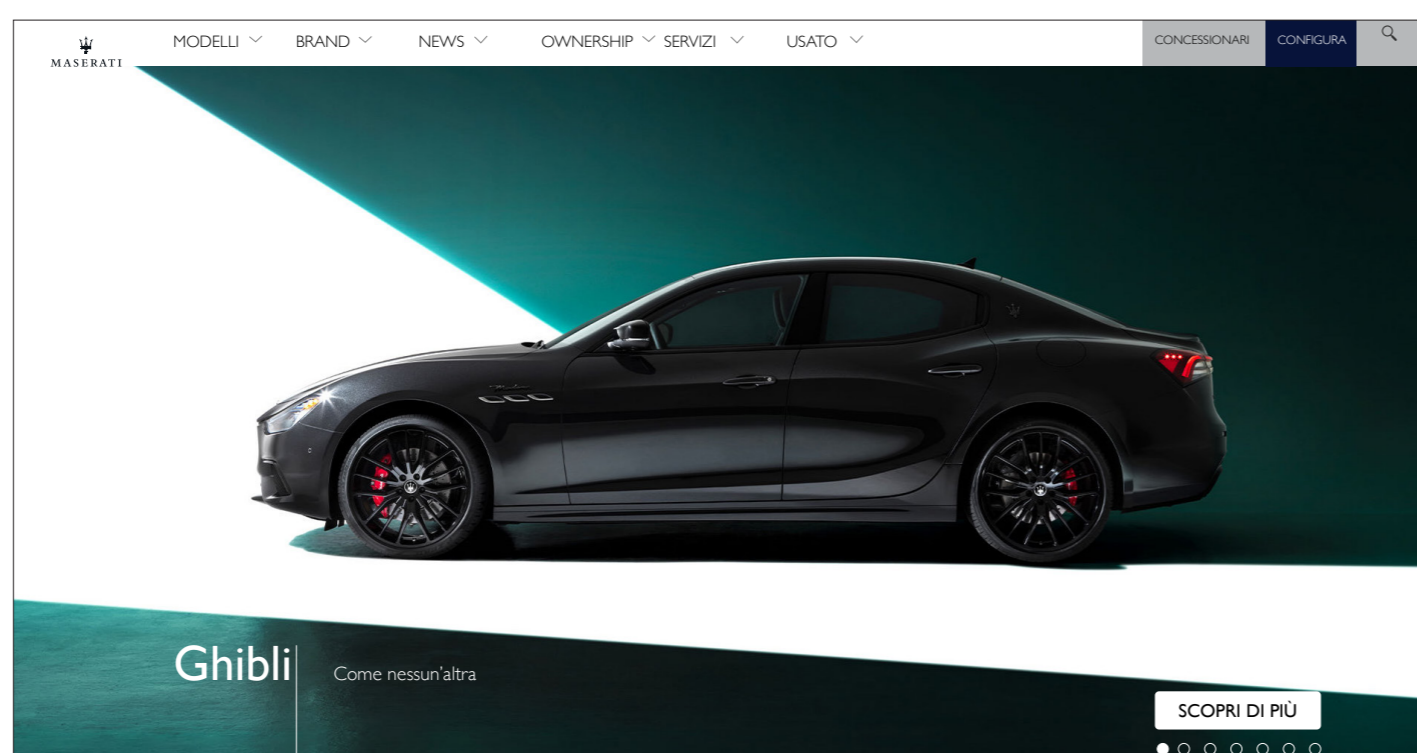 MASERATI
MODELLI BRAND NEWS OWNERSHIP SERVIZI USATO CONCESSIONARI CONFIGURA
Ghibli
Come nessun'altra
SCOPRI DI PIÙ